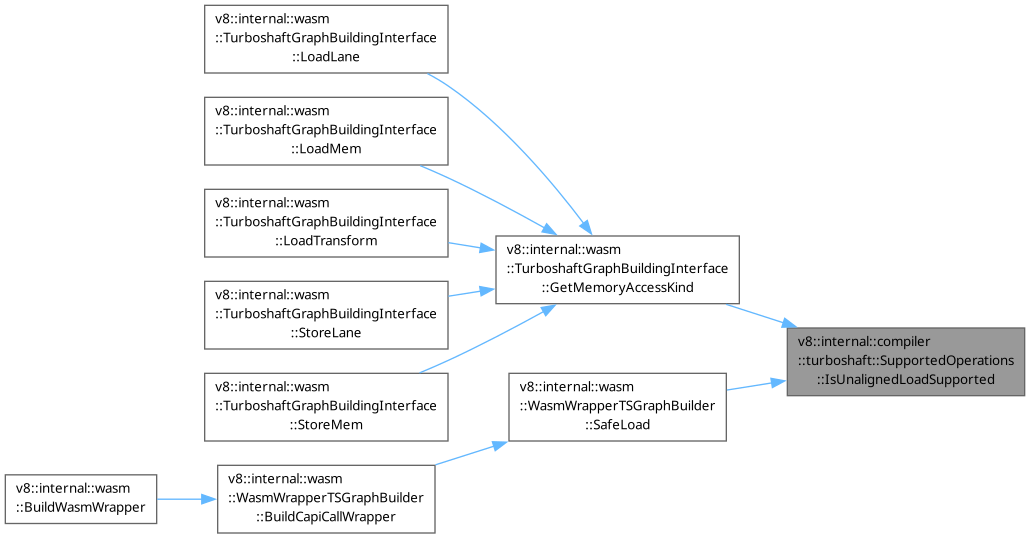 v8::internal::wasm
::TurboshaftGraphBuildingInterface
::LoadLane
v8::internal::wasm
::TurboshaftGraphBuildingInterface
::LoadMem
v8::internal::wasm
::TurboshaftGraphBuildingInterface
::LoadTransform
v8::internal::wasm
::TurboshaftGraphBuildingInterface
::GetMemoryAccessKind
v8::internal::wasm
::TurboshaftGraphBuildingInterface
::StoreLane
v8::internal::compiler
::turboshaft::SupportedOperations
::IsUnalignedLoadSupported
v8::internal::wasm
::TurboshaftGraphBuildingInterface
::StoreMem
v8::internal::wasm
::WasmWrapperTSGraphBuilder
::SafeLoad
v8::internal::wasm
::BuildWasmWrapper
v8::internal::wasm
::WasmWrapperTSGraphBuilder
::BuildCapiCallWrapper